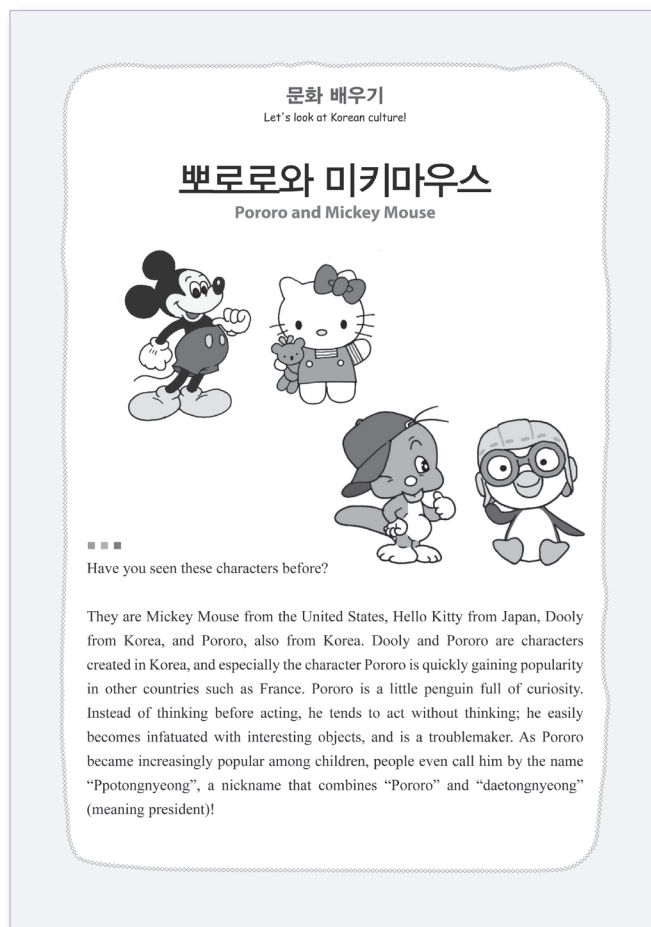 문화 배우기
Let's look at Korean culture!
뽀로로와 미키마우스
Pororo and Mickey Mouse
Have you seen these characters before?
They are Mickey Mouse from the United States, Hello Kitty from Japan, Dooly
from Korea, and Pororo, also from Korea. Dooly and Pororo are characters
created in Korea, and especially the character Pororo is quickly gaining popularity
in other countries such as France. Pororo is a little penguin full of curiosity.
Instead of thinking before acting, he tends to act without thinking; he easily
becomes infatuated with interesting objects, and is a troublemaker. As Pororo
became increasingly popular among children, people even call him by the name
“Ppotongnyeong”, a nickname that combines “Pororo” and “daetongnyeong”
(meaning president)!